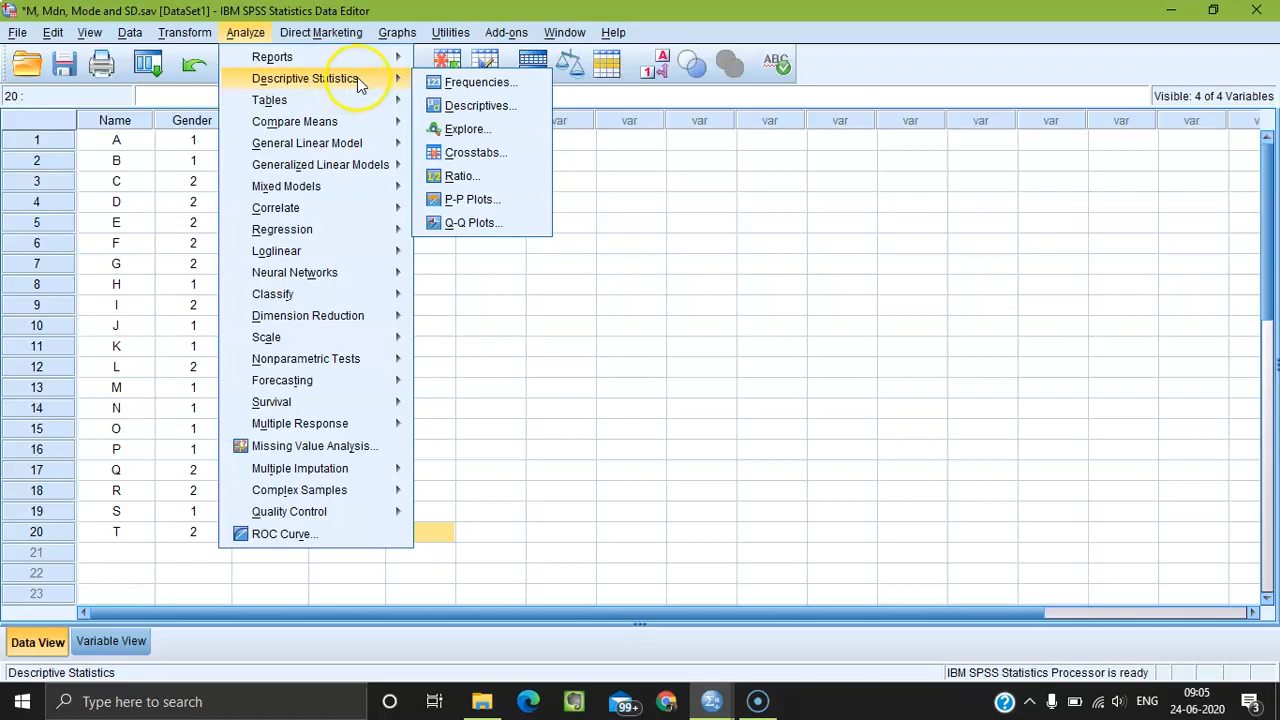 *M, Mdn, Mode and SD.sav [DataSet1] - IBM SPSS Statistics Data Editor
File Edit View Data Transform Analyze Direct Marketing Graphs Utilities Add-ons Window Help
20 : Visible: 4 of 4 Variables
Reports
Descriptive Statistics
Tables
Compare Means
General Linear Model
Generalized Linear Models
Mixed Models
Correlate
Regression
Loglinear
Neural Networks
Classify
Dimension Reduction
Scale
Nonparametric Tests
Forecasting
Survival
Multiple Response
Missing Value Analysis...
Multiple Imputation
Complex Samples
Quality Control
ROC Curve...
Frequencies...
Descriptives...
Explore...
Crosstabs...
Ratio...
P-P Plots...
Q-Q Plots...
Name Gender var var var var var var var var var
1 A 1
2 B 1
3 C 2
4 D 2
5 E 2
6 F 2
7 G 2
8 H 1
9 I 2
10 J 1
11 K 1
12 L 2
13 M 1
14 N 1
15 O 1
16 P 1
17 Q 2
18 R 2
19 S 1
20 T 2
21
22
23
Data View Variable View
Descriptive Statistics IBM SPSS Statistics Processor is ready
Type here to search 99+ ENG 09:05
24-06-2020 3